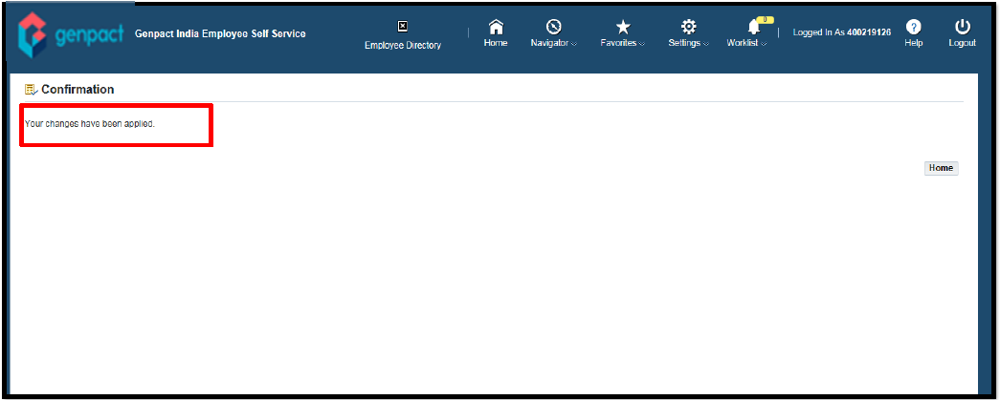 genpact Genpact India Employee Self Service
Employee Directory
Home
Navigator
Favorites
Settings
0
Worklist
Logged In As 400219126
Help
Logout
Confirmation
Your changes have been applied.
Home